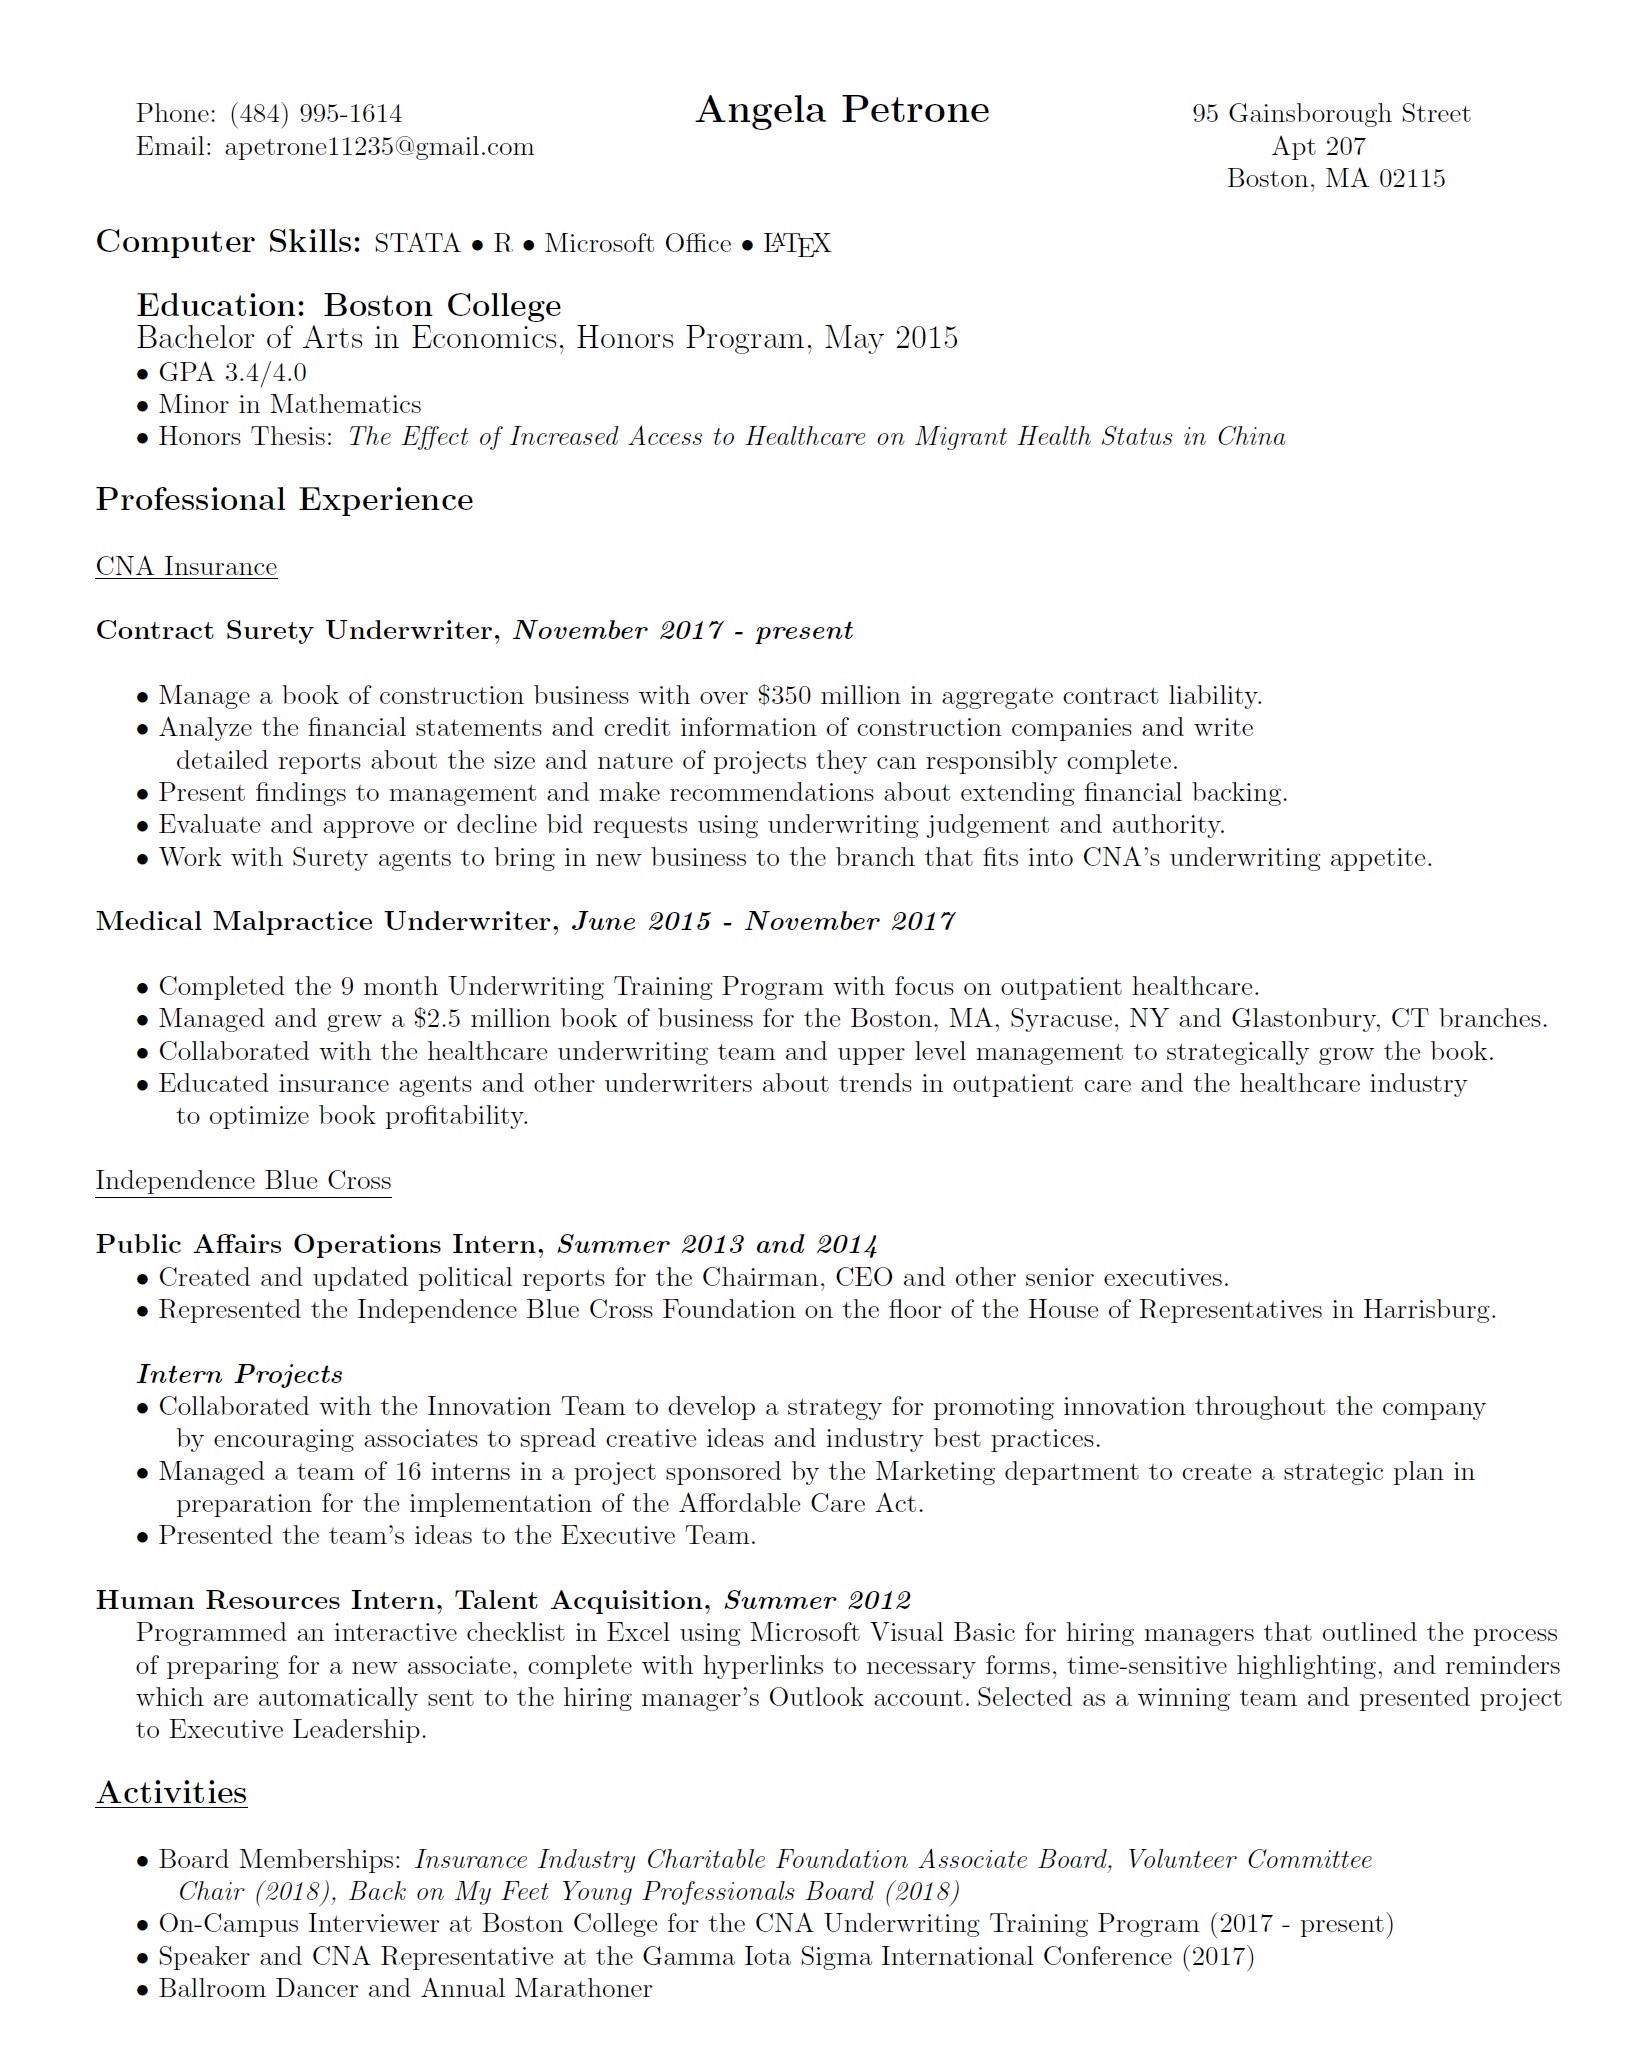 Phone: (484) 995-1614
Email: apetrone11235@gmail.com
Angela Petrone
95 Gainsborough Street
Apt 207
Boston, MA 02115
Computer Skills: STATA • R • Microsoft Office • LATEX
Education: Boston College
Bachelor of Arts in Economics, Honors Program, May 2015
• GPA 3.4/4.0
• Minor in Mathematics
• Honors Thesis: The Effect of Increased Access to Healthcare on Migrant Health Status in China
Professional Experience
CNA Insurance
Contract Surety Underwriter, November 2017 - present
• Manage a book of construction business with over $350 million in aggregate contract liability.
• Analyze the financial statements and credit information of construction companies and write
detailed reports about the size and nature of projects they can responsibly complete.
• Present findings to management and make recommendations about extending financial backing.
• Evaluate and approve or decline bid requests using underwriting judgement and authority.
• Work with Surety agents to bring in new business to the branch that fits into CNA's underwriting appetite.
Medical Malpractice Underwriter, June 2015 - November 2017
• Completed the 9 month Underwriting Training Program with focus on outpatient healthcare.
• Managed and grew a $2.5 million book of business for the Boston, MA, Syracuse, NY and Glastonbury, CT branches.
• Collaborated with the healthcare underwriting team and upper level management to strategically grow the book.
• Educated insurance agents and other underwriters about trends in outpatient care and the healthcare industry
to optimize book profitability.
Independence Blue Cross
Public Affairs Operations Intern, Summer 2013 and 2014
• Created and updated political reports for the Chairman, CEO and other senior executives.
• Represented the Independence Blue Cross Foundation on the floor of the House of Representatives in Harrisburg.
Intern Projects
• Collaborated with the Innovation Team to develop a strategy for promoting innovation throughout the company
by encouraging associates to spread creative ideas and industry best practices.
• Managed a team of 16 interns in a project sponsored by the Marketing department to create a strategic plan in
preparation for the implementation of the Affordable Care Act.
• Presented the team's ideas to the Executive Team.
Human Resources Intern, Talent Acquisition, Summer 2012
Programmed an interactive checklist in Excel using Microsoft Visual Basic for hiring managers that outlined the process
of preparing for a new associate, complete with hyperlinks to necessary forms, time-sensitive highlighting, and reminders
which are automatically sent to the hiring manager's Outlook account. Selected as a winning team and presented project
to Executive Leadership.
Activities
• Board Memberships: Insurance Industry Charitable Foundation Associate Board, Volunteer Committee
Chair (2018), Back on My Feet Young Professionals Board (2018)
• On-Campus Interviewer at Boston College for the CNA Underwriting Training Program (2017 - present)
• Speaker and CNA Representative at the Gamma Iota Sigma International Conference (2017)
• Ballroom Dancer and Annual Marathoner